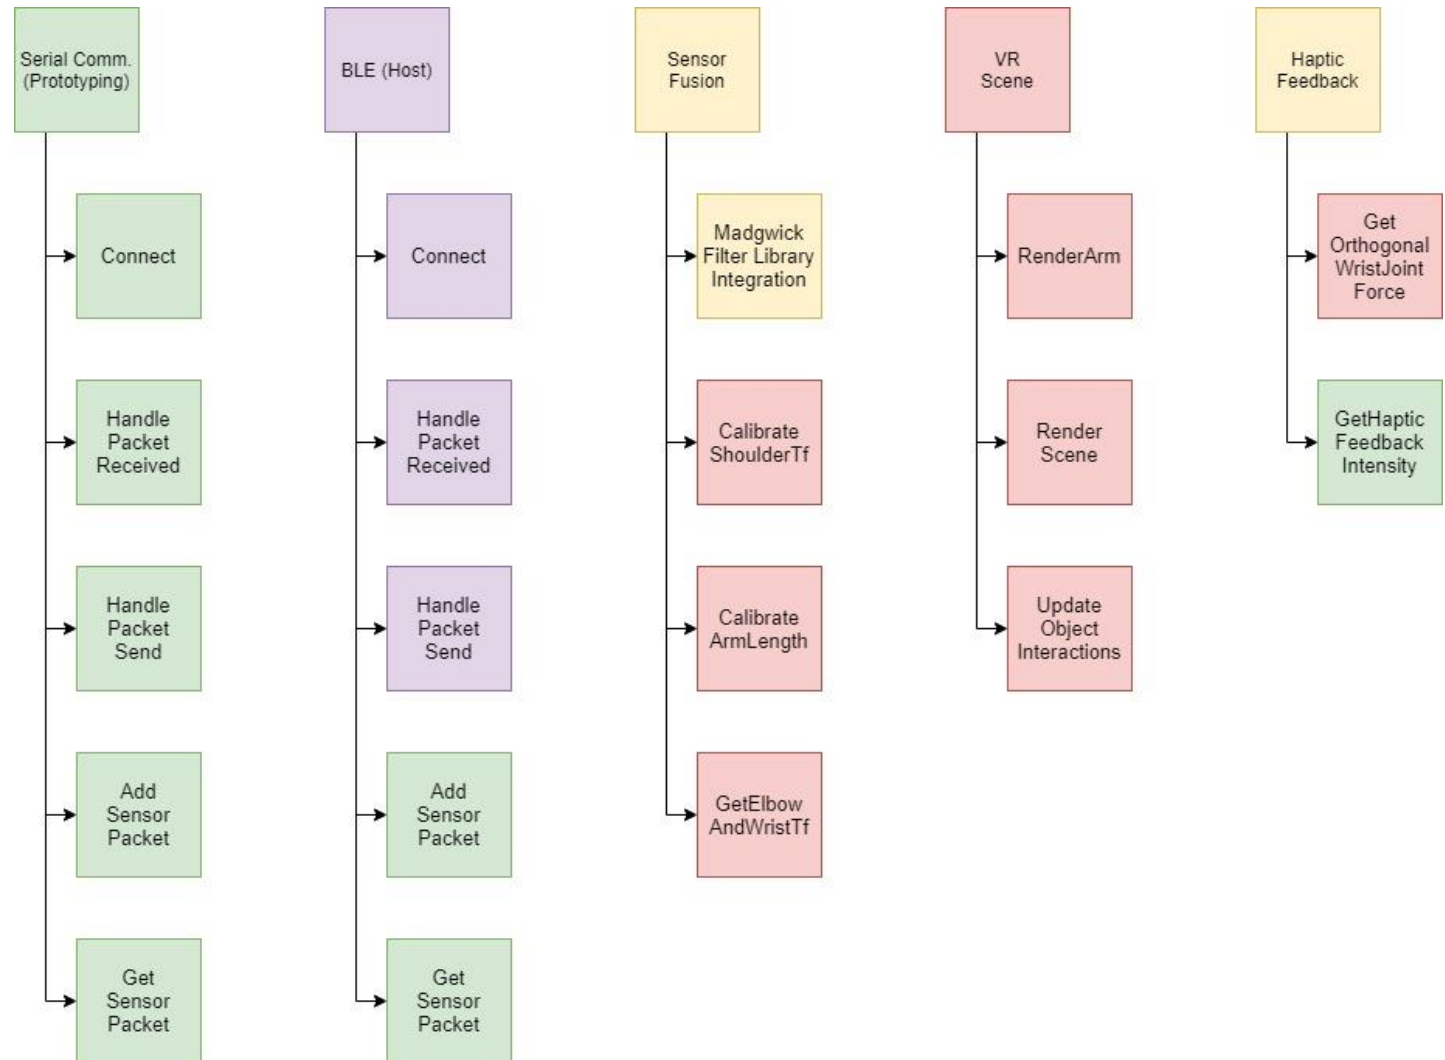 Serial Comm.
(Prototyping)
Connect
Handle
Packet
Received
Handle
Packet
Send
Add
Sensor
Packet
Get
Sensor
Packet
BLE (Host)
Connect
Handle
Packet
Received
Handle
Packet
Send
Add
Sensor
Packet
Get
Sensor
Packet
Sensor
Fusion
Madgwick
Filter Library
Integration
Calibrate
ShoulderTf
Calibrate
ArmLength
GetElbow
AndWristTf
VR
Scene
RenderArm
Render
Scene
Update
Object
Interactions
Haptic
Feedback
Get
Orthogonal
WristJoint
Force
GetHaptic
Feedback
Intensity